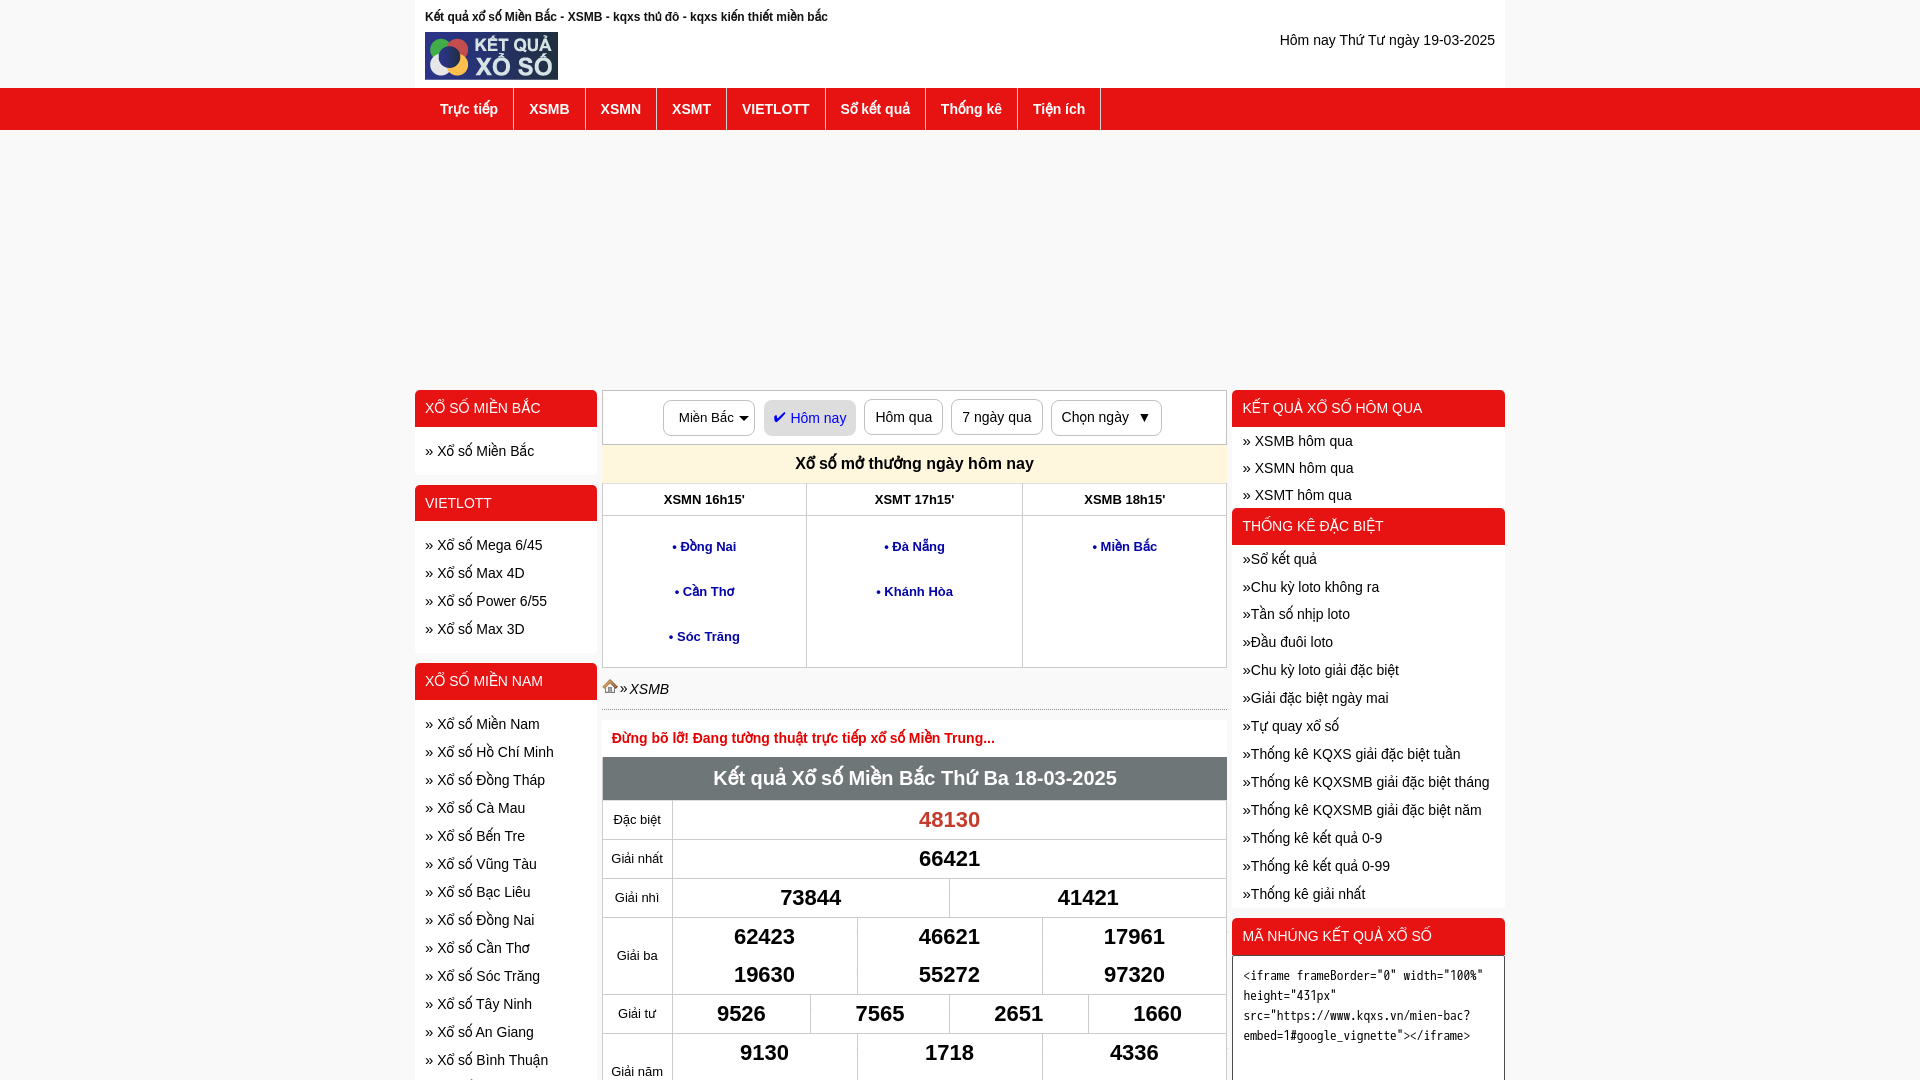 Kết quả xổ số Miền Bắc - XSMB - kqxs thủ đô - kqxs kiến thiết miền bắc
KẾT QUẢ
XỔ SỐ
Hôm nay Thứ Tư ngày 19-03-2025
Trực tiếp XSMB XSMN XSMT VIETLOTT Sổ kết quả Thống kê Tiện ích
XỔ SỐ MIỀN BẮC
» Xổ số Miền Bắc
VIETLOTT
» Xổ số Mega 6/45
» Xổ số Max 4D
» Xổ số Power 6/55
» Xổ số Max 3D
XỔ SỐ MIỀN NAM
» Xổ số Miền Nam
» Xổ số Hồ Chí Minh
» Xổ số Đồng Tháp
» Xổ số Cà Mau
» Xổ số Bến Tre
» Xổ số Vũng Tàu
» Xổ số Bạc Liêu
» Xổ số Đồng Nai
» Xổ số Cần Thơ
» Xổ số Sóc Trăng
» Xổ số Tây Ninh
» Xổ số An Giang
» Xổ số Bình Thuận
Miền Bắc ✔ Hôm nay Hôm qua 7 ngày qua Chọn ngày ▼
Xổ số mở thưởng ngày hôm nay
XSMN 16h15' XSMT 17h15' XSMB 18h15'
• Đồng Nai • Đà Nẵng • Miền Bắc
• Cần Thơ • Khánh Hòa
• Sóc Trăng
» XSMB
Đừng bỏ lỡ! Đang tường thuật trực tiếp xổ số Miền Trung...
Kết quả Xổ số Miền Bắc Thứ Ba 18-03-2025
Đặc biệt 48130
Giải nhất 66421
Giải nhì 73844 41421
Giải ba 62423 46621 17961
19630 55272 97320
Giải tư 9526 7565 2651 1660
Giải năm 9130 1718 4336
KẾT QUẢ XỔ SỐ HÔM QUA
» XSMB hôm qua
» XSMN hôm qua
» XSMT hôm qua
THỐNG KÊ ĐẶC BIỆT
»Sổ kết quả
»Chu kỳ loto không ra
»Tần số nhịp loto
»Đầu đuôi loto
»Chu kỳ loto giải đặc biệt
»Giải đặc biệt ngày mai
»Tự quay xổ số
»Thống kê KQXS giải đặc biệt tuần
»Thống kê KQXSMB giải đặc biệt tháng
»Thống kê KQXSMB giải đặc biệt năm
»Thống kê kết quả 0-9
»Thống kê kết quả 0-99
»Thống kê giải nhất
MÃ NHÚNG KẾT QUẢ XỔ SỐ
<iframe frameBorder="0" width="100%"
height="431px"
src="https://www.kqxs.vn/mien-bac?
embed=1#google_vignette"></iframe>